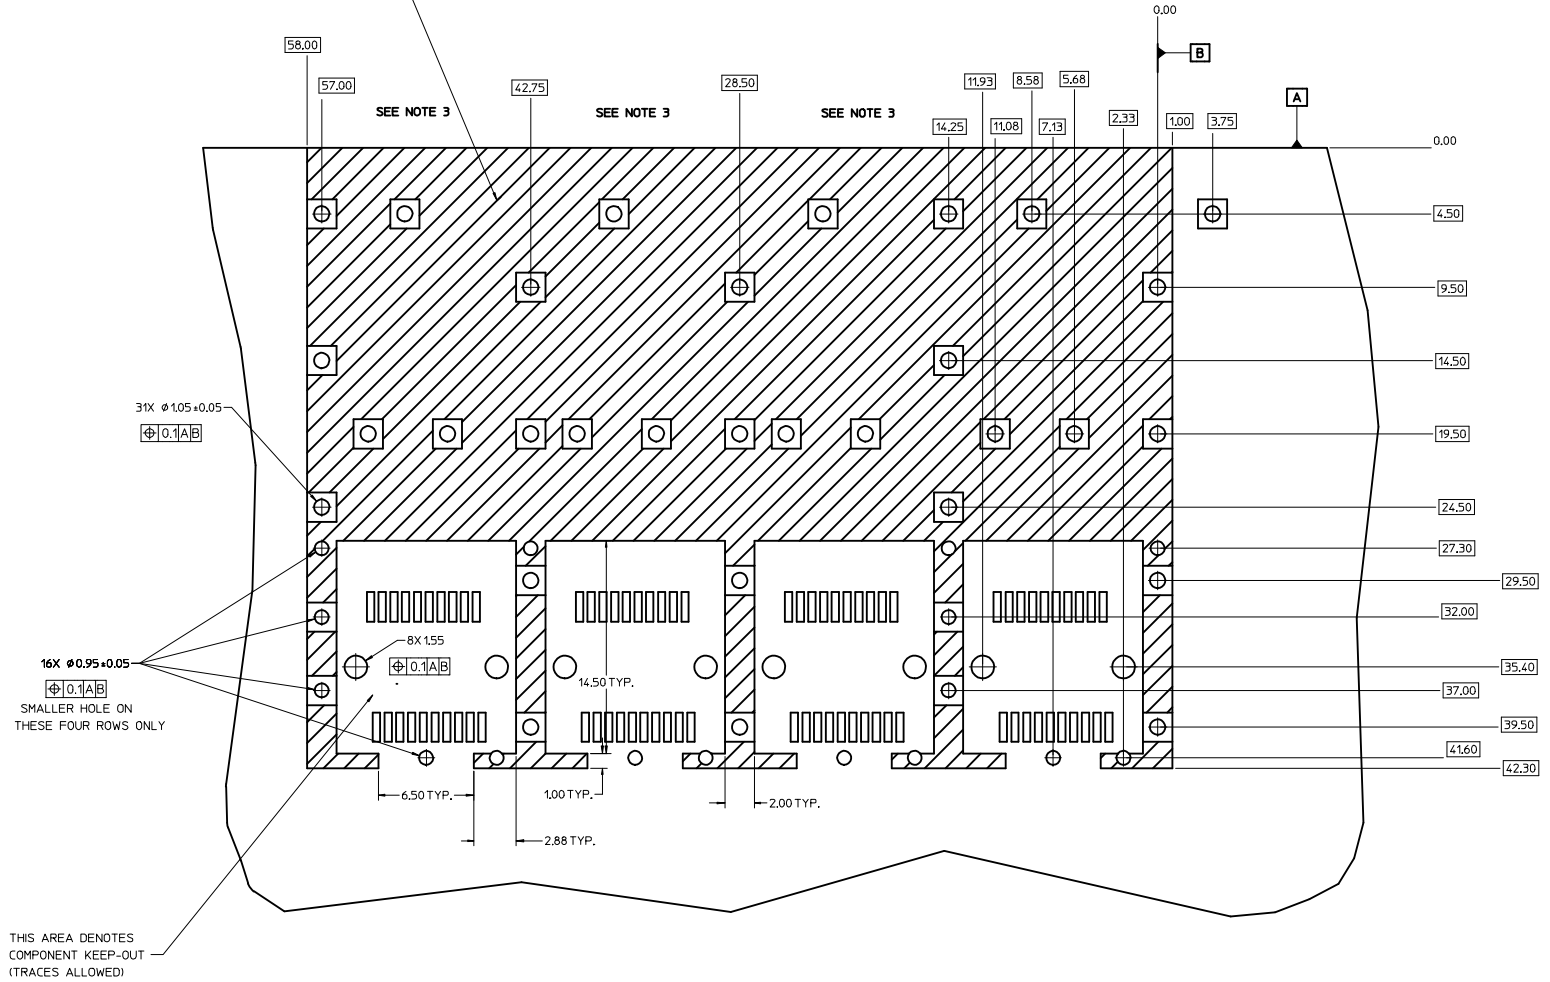 0.00
B
58.00
57.00
42.75
28.50
11.93
8.58
5.68
A
SEE NOTE 3
SEE NOTE 3
SEE NOTE 3
14.25
11.08
7.13
2.33
1.00
3.75
0.00
4.50
9.50
14.50
31X Ø1.05±0.05
⌖ 0.1 A B
19.50
24.50
27.30
29.50
32.00
8X 1.55
⌖ 0.1 A B
16X Ø0.95±0.05
⌖ 0.1 A B
SMALLER HOLE ON
THESE FOUR ROWS ONLY
14.50 TYP.
35.40
37.00
39.50
41.60
42.30
6.50 TYP.
1.00 TYP.
2.00 TYP.
2.88 TYP.
THIS AREA DENOTES
COMPONENT KEEP-OUT
(TRACES ALLOWED)